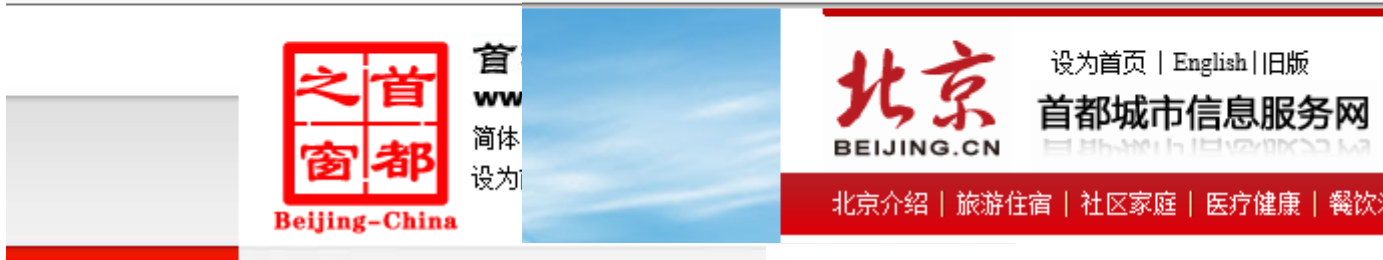 首都之窗
Beijing-China
首
ww
简体
设为
北京
BEIJING.CN
设为首页 | English | 旧版
首都城市信息服务网
北京介绍 | 旅游住宿 | 社区家庭 | 医疗健康 | 餐饮